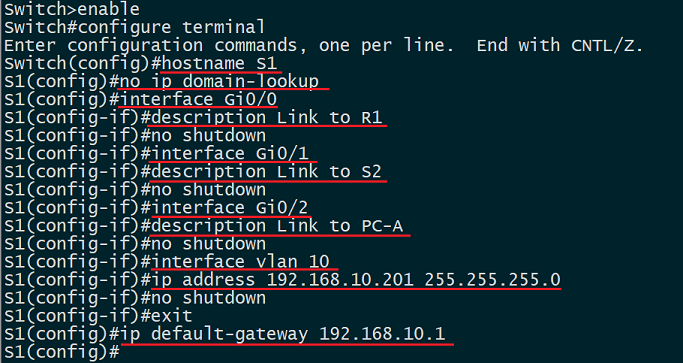 Switch>enable
Switch#configure terminal
Enter configuration commands, one per line.  End with CNTL/Z.
Switch(config)#hostname S1
S1(config)#no ip domain-lookup
S1(config)#interface Gi0/0
S1(config-if)#description Link to R1
S1(config-if)#no shutdown
S1(config-if)#interface Gi0/1
S1(config-if)#description Link to S2
S1(config-if)#no shutdown
S1(config-if)#interface Gi0/2
S1(config-if)#description Link to PC-A
S1(config-if)#no shutdown
S1(config-if)#interface vlan 10
S1(config-if)#ip address 192.168.10.201 255.255.255.0
S1(config-if)#no shutdown
S1(config-if)#exit
S1(config)#ip default-gateway 192.168.10.1
S1(config)#